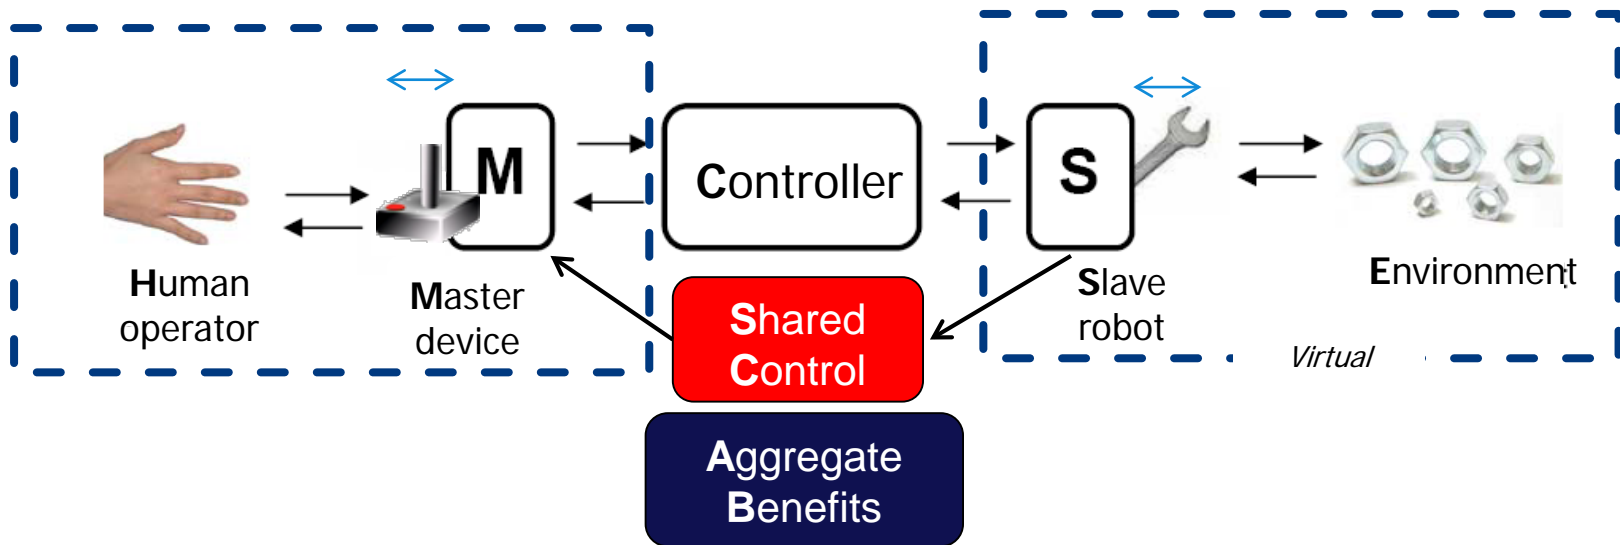 M
Controller
S
Human
operator
Master
device
Shared
Control
Slave
robot
Environment
Virtual
Aggregate
Benefits